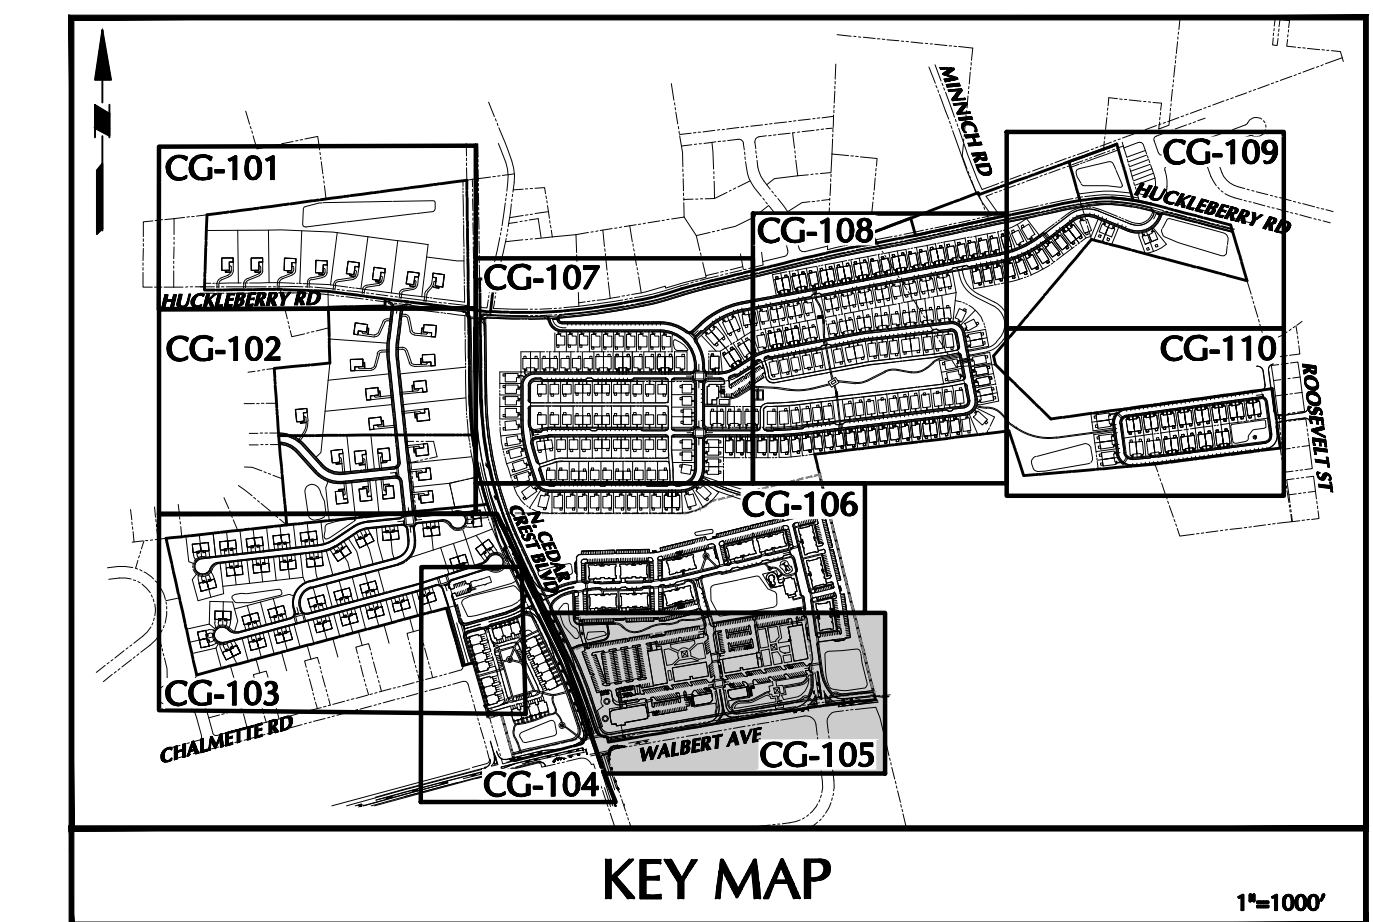 MINNICH RD
CG-101
CG-109
HUCKLEBERRY RD
CG-108
CG-107
HUCKLEBERRY RD
CG-102
CG-110
ROOSEVELT ST
CG-106
N. CEDAR
CREST BLVD
CG-103
CHALMETTE RD
WALBERT AVE
CG-105
CG-104
N
KEY MAP
1"=1000'